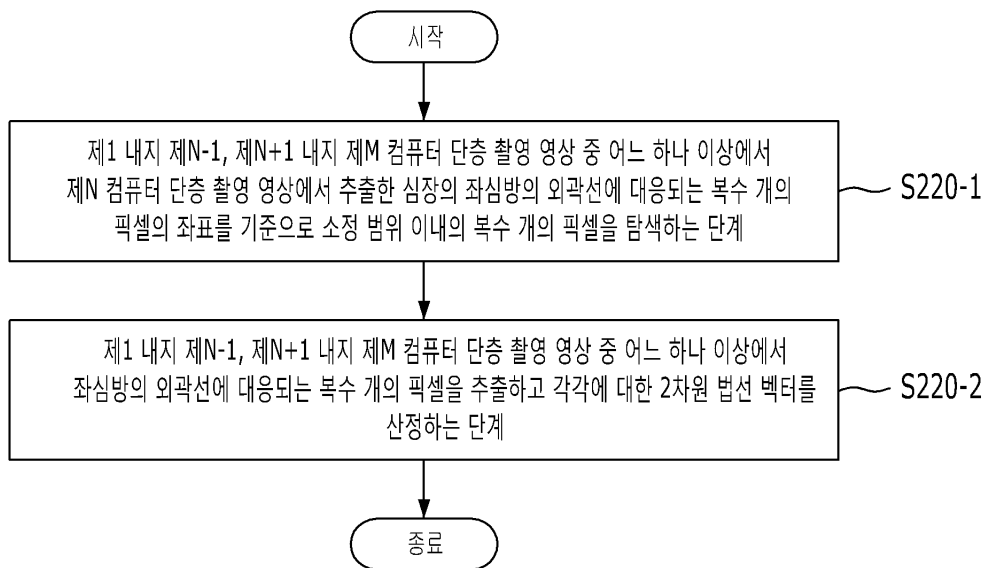 시작
제1 내지 제N-1, 제N+1 내지 제M 컴퓨터 단층 촬영 영상 중 어느 하나 이상에서
제N 컴퓨터 단층 촬영 영상에서 추출한 심장의 좌심방의 외곽선에 대응되는 복수 개의
픽셀의 좌표를 기준으로 소정 범위 이내의 복수 개의 픽셀을 탐색하는 단계
S220-1
제1 내지 제N-1, 제N+1 내지 제M 컴퓨터 단층 촬영 영상 중 어느 하나 이상에서
좌심방의 외곽선에 대응되는 복수 개의 픽셀을 추출하고 각각에 대한 2차원 법선 벡터를
산정하는 단계
S220-2
종료